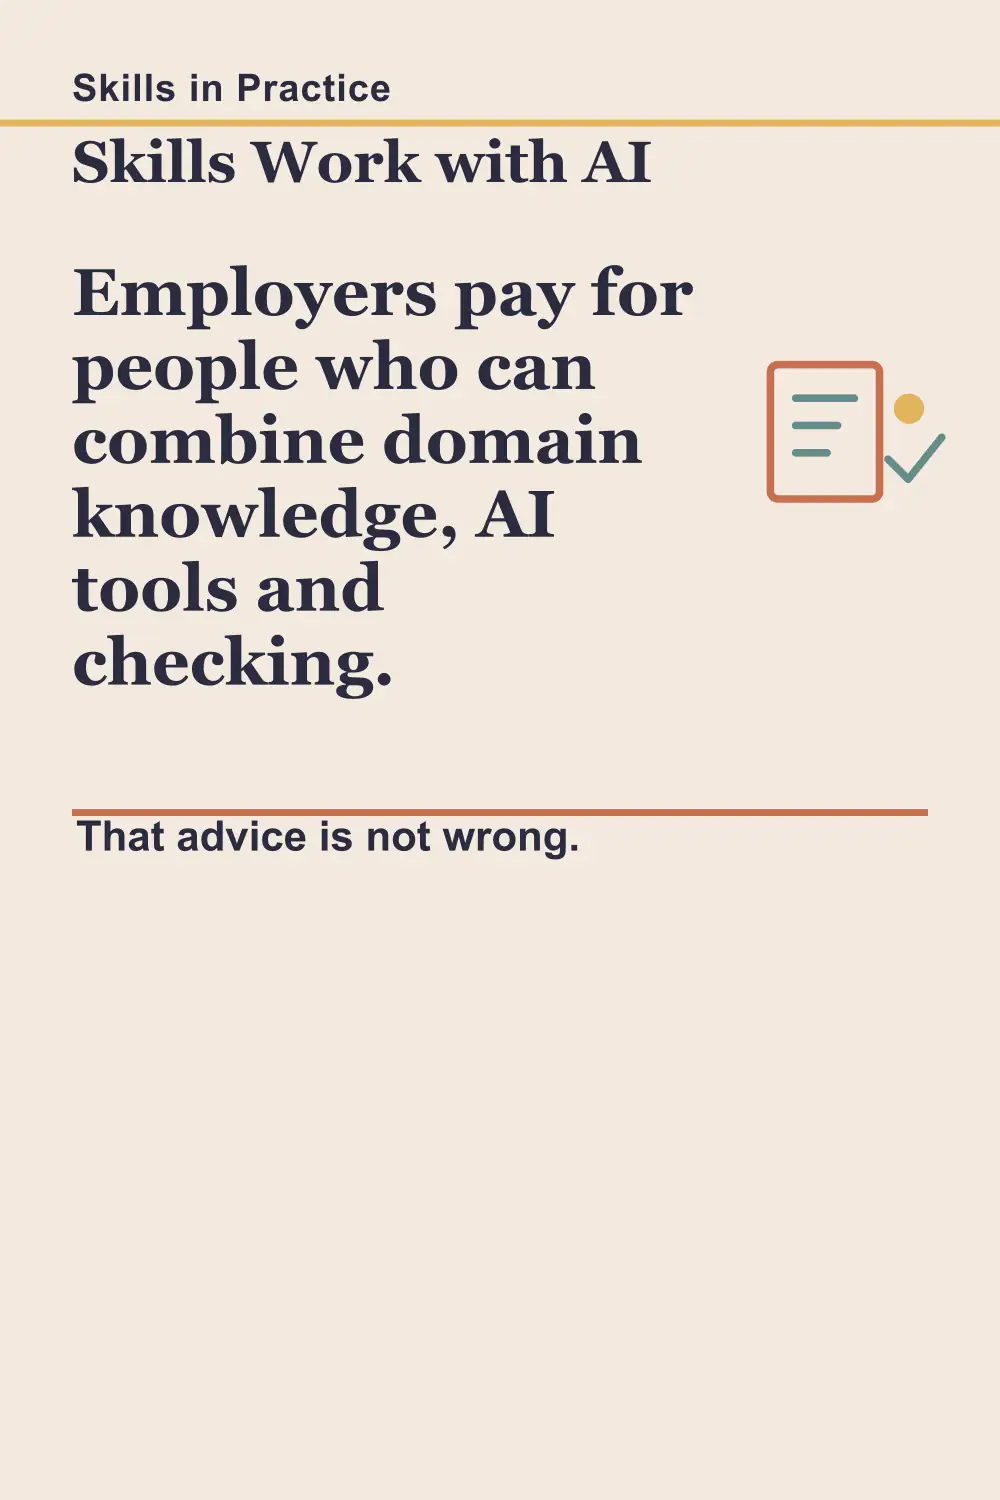 Skills in Practice
Skills Work with AI
Employers pay for
people who can
combine domain
knowledge, AI
tools and
checking.
That advice is not wrong.